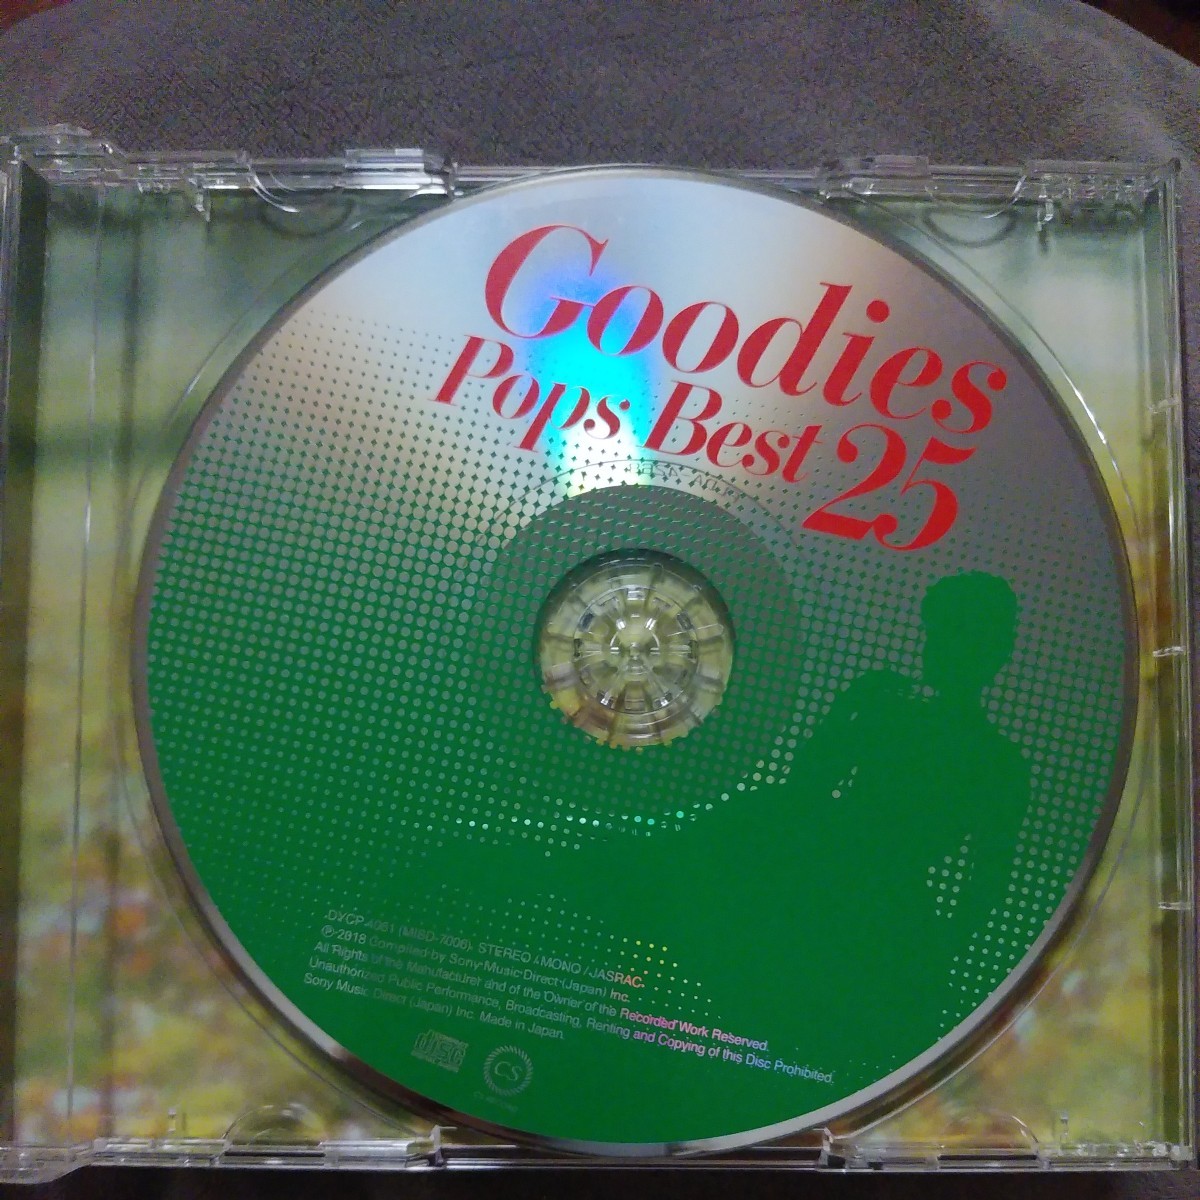 Goodies
Pops Best 25
DYCP-4061 (MISD-7006) STEREO / MONO / JASRAC
Ⓟ 2018 Compiled by Sony Music Direct (Japan) Inc.
All Rights of the Manufacturer and of the Owner of the Recorded Work Reserved.
Unauthorized Public Performance, Broadcasting, Renting and Copying of this Disc Prohibited.
Sony Music Direct (Japan) Inc. Made in Japan.
disc
CS